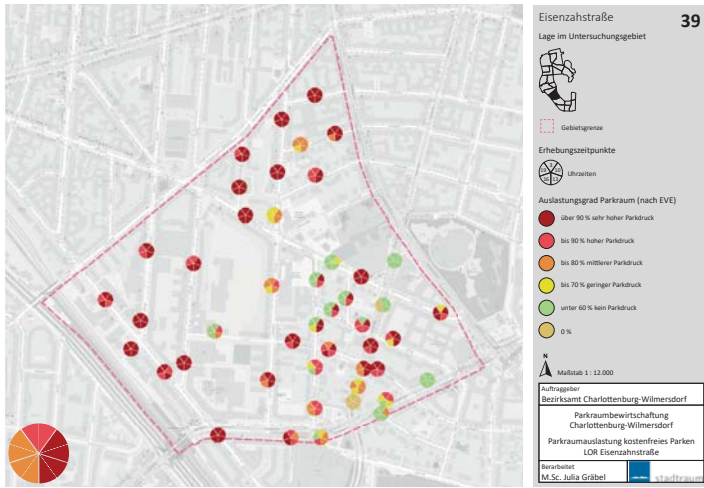 Eisenzahstraße
39
Lage im Untersuchungsgebiet
Gebietsgrenze
Erhebungszeitpunkte
Uhrzeiten
Auslastungsgrad Parkraum (nach EVE)
über 90 % sehr hoher Parkdruck
bis 90 % hoher Parkdruck
bis 80 % mittlerer Parkdruck
bis 70 % geringer Parkdruck
unter 60 % kein Parkdruck
0 %
N
Maßstab 1 : 12.000
Auftraggeber
Bezirksamt Charlottenburg-Wilmersdorf
Parkraumbewirtschaftung
Charlottenburg-Wilmersdorf
Parkraumauslastung kostenfreies Parken
LOR Eisenzahnstraße
Bearbeitet
M.Sc. Julia Gräbel
stadtraum